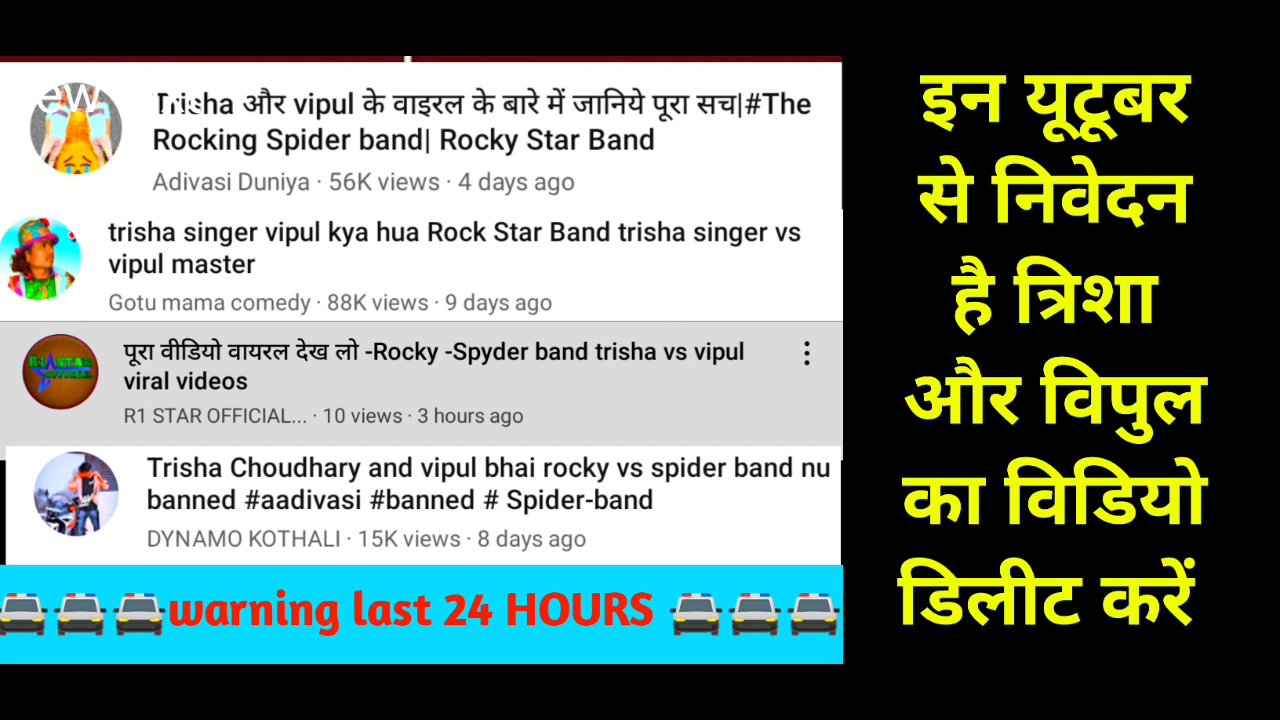 Trisha और vipul के वाइरल के बारे में जानिये पूरा सच|#The
Rocking Spider band| Rocky Star Band
Adivasi Duniya · 56K views · 4 days ago
trisha singer vipul kya hua Rock Star Band trisha singer vs
vipul master
Gotu mama comedy · 88K views · 9 days ago
R1 STAR
OFFICIAL
पूरा वीडियो वायरल देख लो -Rocky -Spyder band trisha vs vipul
viral videos
R1 STAR OFFICIAL... · 10 views · 3 hours ago
Trisha Choudhary and vipul bhai rocky vs spider band nu
banned #aadivasi #banned # Spider-band
DYNAMO KOTHALI · 15K views · 8 days ago
warning last 24 HOURS
इन यूटूबर
से निवेदन
है त्रिशा
और विपुल
का विडियो
डिलीट करें